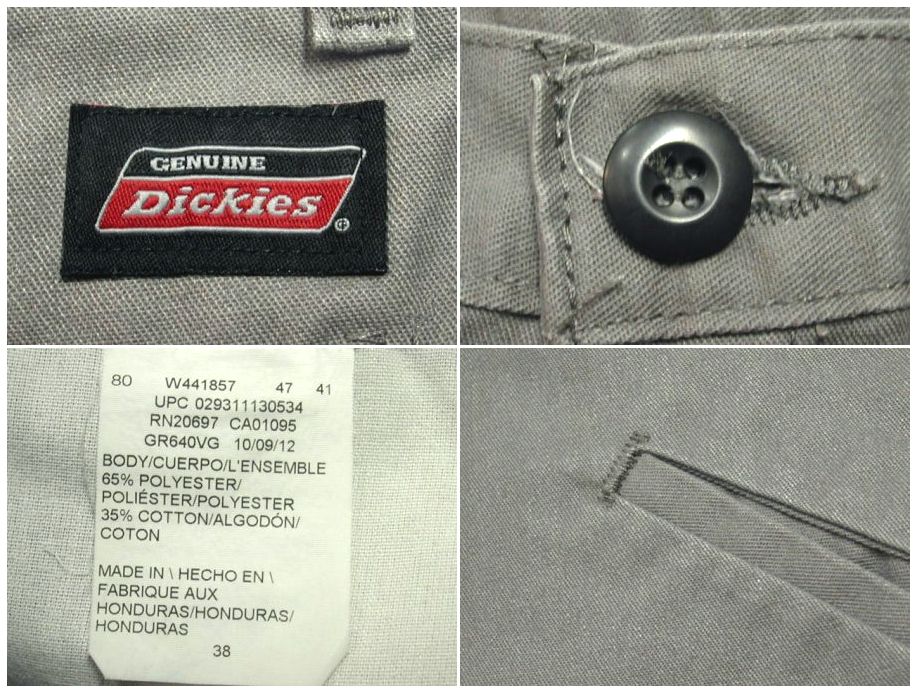 GENUINE
Dickies
80 W441857 47 41
UPC 029311130534
RN20697 CA01095
GR640VG 10/09/12
BODY/CUERPO/L'ENSEMBLE
65% POLYESTER/
POLIÉSTER/POLYESTER
35% COTTON/ALGODÓN/
COTON
MADE IN \ HECHO EN \
FABRIQUE AUX
HONDURAS/HONDURAS/
HONDURAS
38